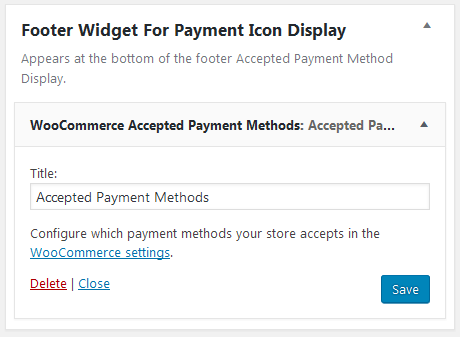 Footer Widget For Payment Icon Display
Appears at the bottom of the footer Accepted Payment Method
Display.
WooCommerce Accepted Payment Methods: Accepted Pa...
Title:
Accepted Payment Methods
Configure which payment methods your store accepts in the
WooCommerce settings.
Delete | Close
Save